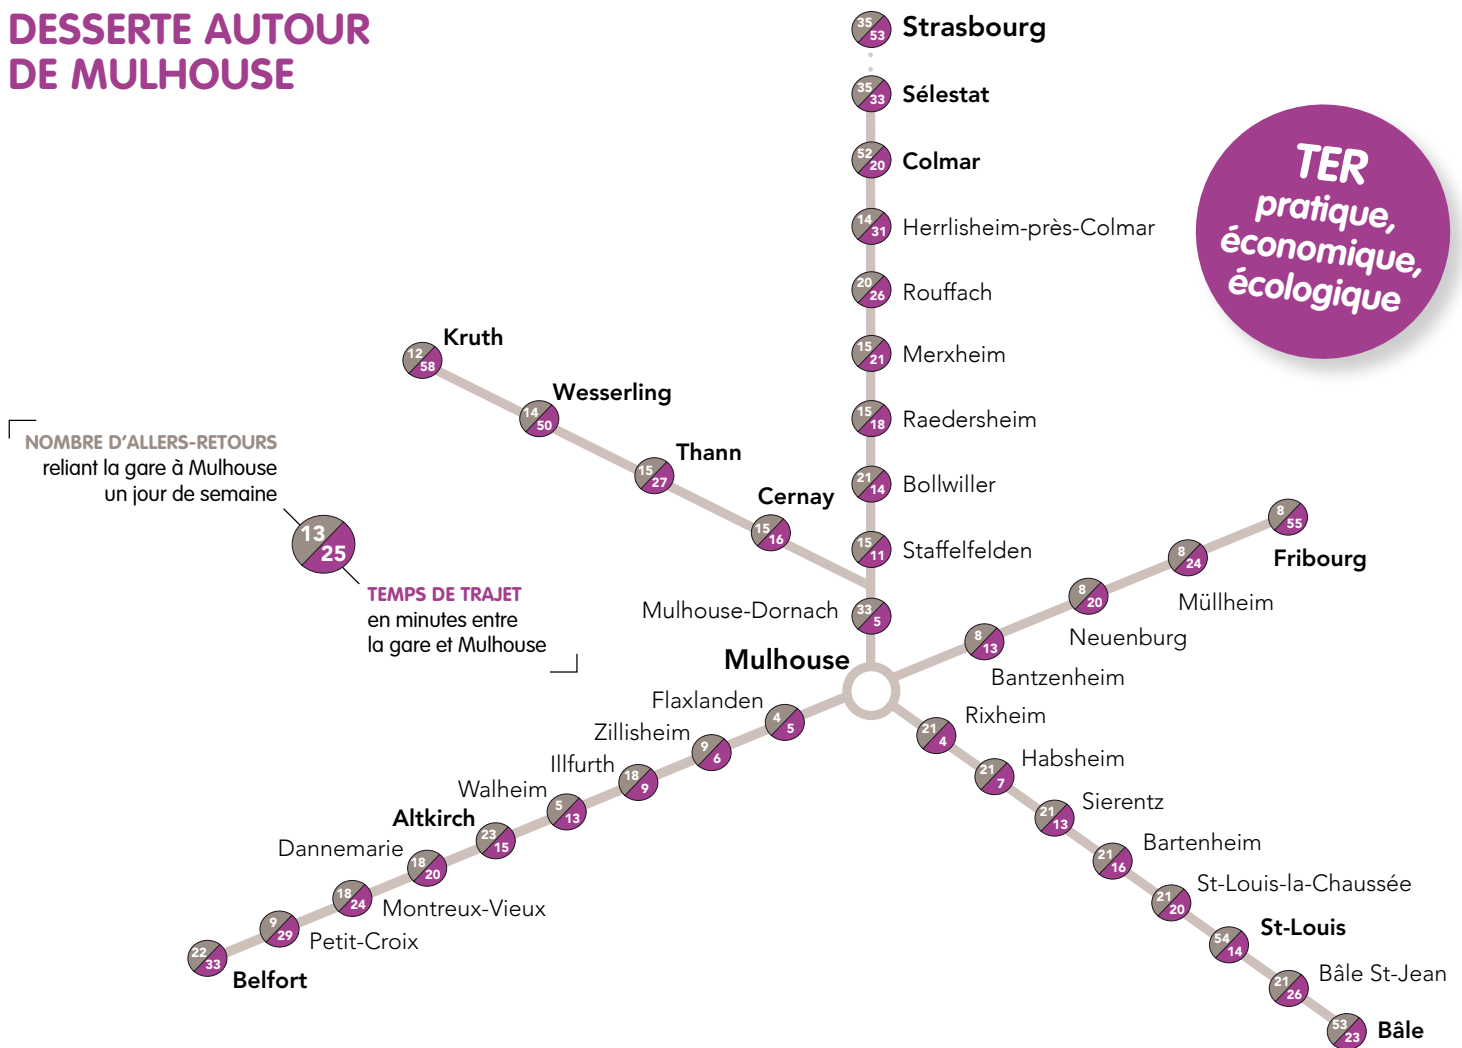 DESSERTE AUTOUR
DE MULHOUSE
35
53
Strasbourg
35
33
Sélestat
52
20
Colmar
14
31
Herrlisheim-près-Colmar
20
26
Rouffach
15
21
Merxheim
15
18
Raedersheim
21
14
Bollwiller
15
11
Staffelfelden
Mulhouse-Dornach
33
5
Mulhouse
TER
pratique,
économique,
écologique
Kruth
12
58
Wesserling
14
50
Thann
15
27
Cernay
15
16
NOMBRE D'ALLERS-RETOURS
reliant la gare à Mulhouse
un jour de semaine
13
25
TEMPS DE TRAJET
en minutes entre
la gare et Mulhouse
8
55
Fribourg
8
24
Müllheim
8
20
Neuenburg
8
13
Bantzenheim
Flaxlanden
4
5
Zillisheim
9
6
Illfurth
18
9
Walheim
5
13
Altkirch
23
15
Dannemarie
18
20
18
24
Montreux-Vieux
9
29
Petit-Croix
22
33
Belfort
Rixheim
21
4
Habsheim
21
7
Sierentz
21
13
Bartenheim
21
16
St-Louis-la-Chaussée
21
20
St-Louis
54
14
Bâle St-Jean
21
26
53
23
Bâle